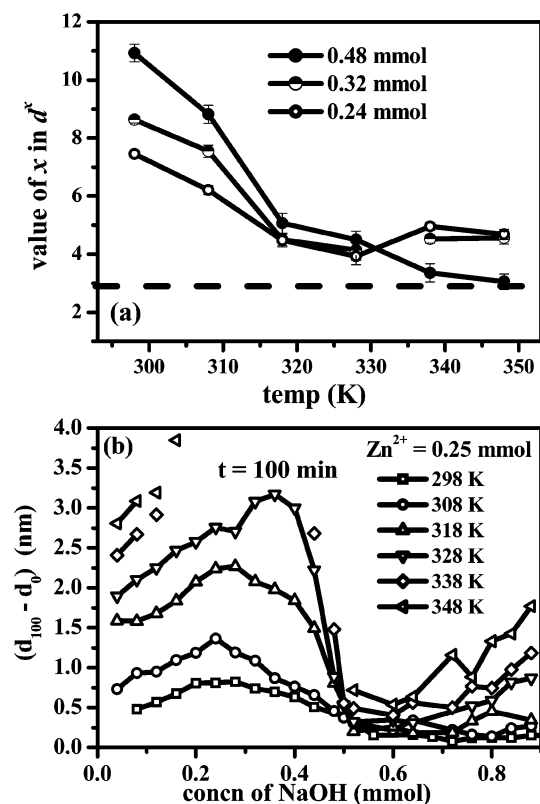 12
10
8
6
4
2
value of x in dˣ
0.48 mmol
0.32 mmol
0.24 mmol
(a)
300 310 320 330 340 350
temp (K)
4.0
3.5
3.0
2.5
2.0
1.5
1.0
0.5
0.0
(d₁₀₀ - d₀) (nm)
(b)
t = 100 min
Zn²⁺ = 0.25 mmol
298 K
308 K
318 K
328 K
338 K
348 K
0.0 0.2 0.4 0.6 0.8
concn of NaOH (mmol)